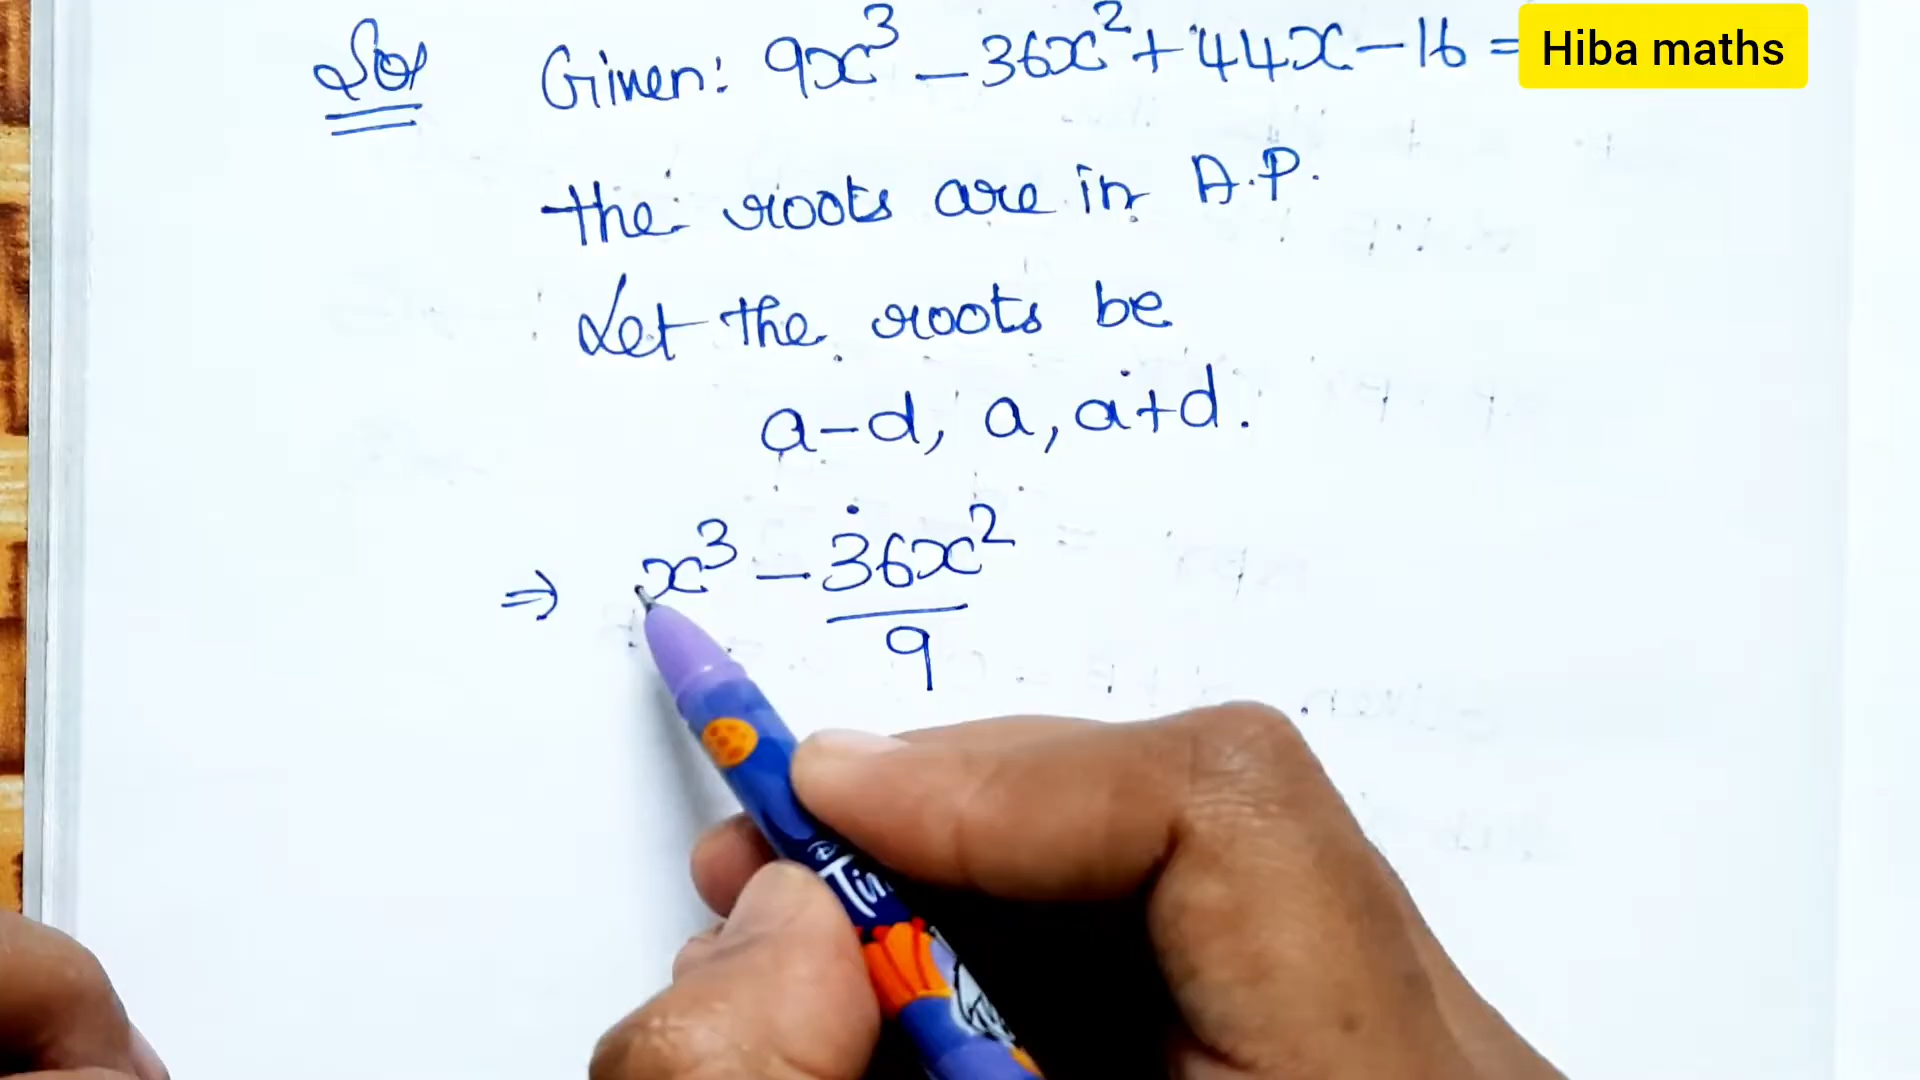 Sol Given: 9x³ - 36x² + 44x - 16 = Hiba maths
the roots are in A.P.
Let the roots be
a-d, a, a+d.
⇒ x³ - 36x²
9
Tim